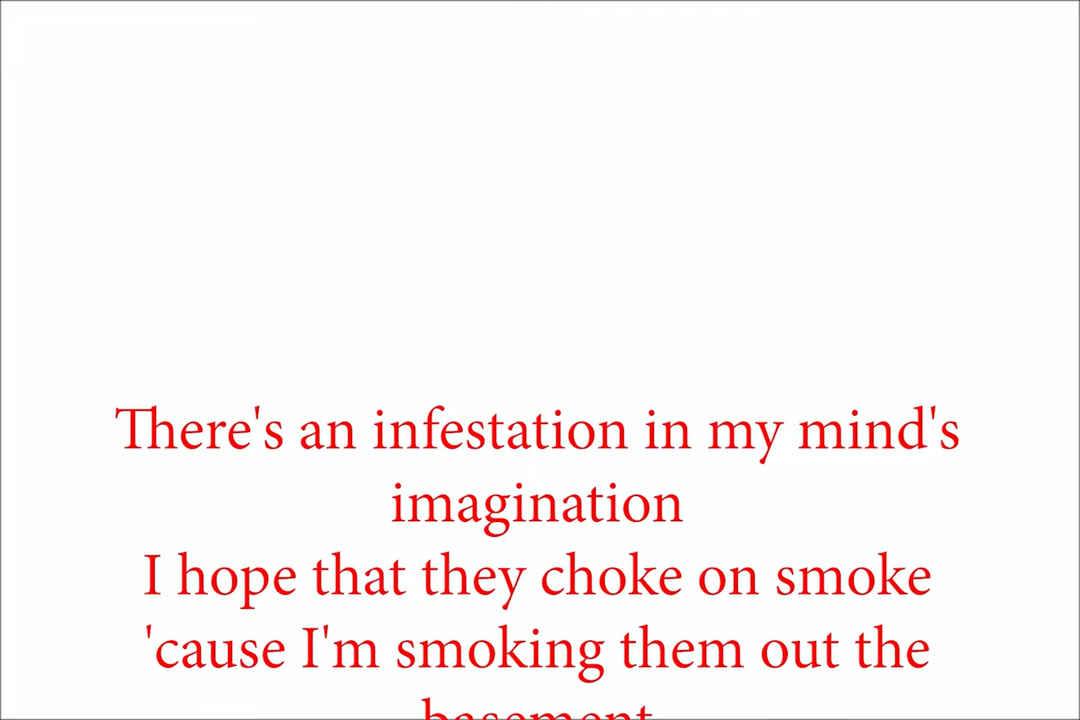 There's an infestation in my mind's
imagination
I hope that they choke on smoke
'cause I'm smoking them out the
basement